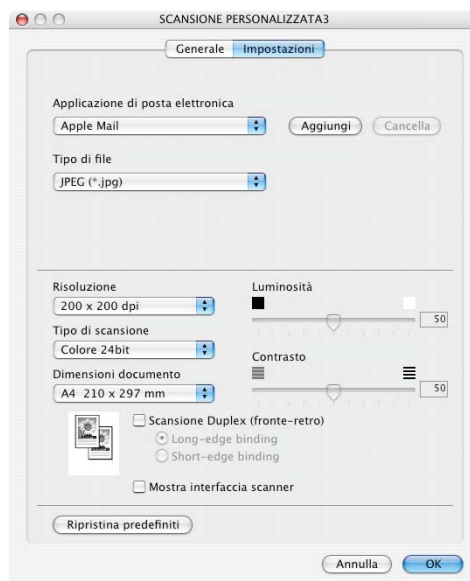 SCANSIONE PERSONALIZZATA3
Generale Impostazioni
Applicazione di posta elettronica
Apple Mail Aggiungi Cancella
Tipo di file
JPEG (*.jpg)
Risoluzione
200 x 200 dpi
Tipo di scansione
Colore 24bit
Dimensioni documento
A4 210 x 297 mm
Luminosità
50
Contrasto
50
Scansione Duplex (fronte-retro)
Long-edge binding
Short-edge binding
Mostra interfaccia scanner
Ripristina predefiniti
Annulla OK